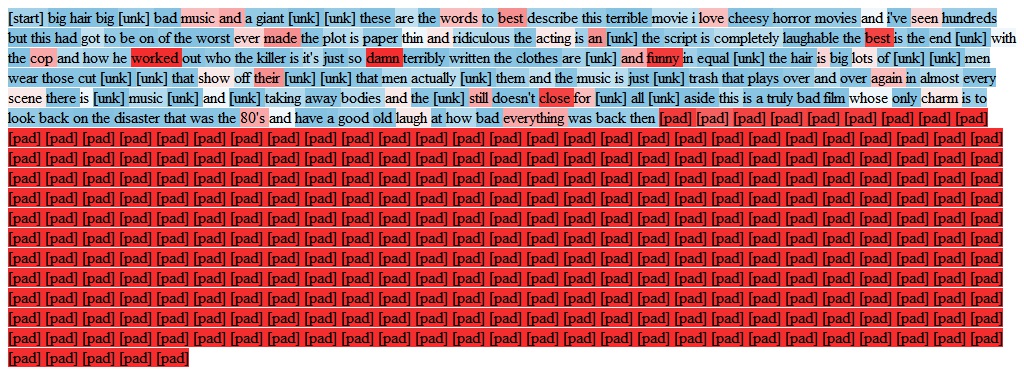 [start] big hair big [unk] bad music and a giant [unk] [unk] these are the words to best describe this terrible movie i love cheesy horror movies and i've seen hundreds
but this had got to be on of the worst ever made the plot is paper thin and ridiculous the acting is an [unk] the script is completely laughable the best is the end [unk] with
the cop and how he worked out who the killer is it's just so damn terribly written the clothes are [unk] and funny in equal [unk] the hair is big lots of [unk] [unk] men
wear those cut [unk] [unk] that show off their [unk] [unk] that men actually [unk] them and the music is just [unk] trash that plays over and over again in almost every
scene there is [unk] music [unk] and [unk] taking away bodies and the [unk] still doesn't close for [unk] all [unk] aside this is a truly bad film whose only charm is to
look back on the disaster that was the 80's and have a good old laugh at how bad everything was back then [pad] [pad] [pad] [pad] [pad] [pad] [pad] [pad] [pad]
[pad] [pad] [pad] [pad] [pad] [pad] [pad] [pad] [pad] [pad] [pad] [pad] [pad] [pad] [pad] [pad] [pad] [pad] [pad] [pad] [pad] [pad] [pad] [pad] [pad] [pad] [pad]
[pad] [pad] [pad] [pad] [pad] [pad] [pad] [pad] [pad] [pad] [pad] [pad] [pad] [pad] [pad] [pad] [pad] [pad] [pad] [pad] [pad] [pad] [pad] [pad] [pad] [pad] [pad]
[pad] [pad] [pad] [pad] [pad] [pad] [pad] [pad] [pad] [pad] [pad] [pad] [pad] [pad] [pad] [pad] [pad] [pad] [pad] [pad] [pad] [pad] [pad] [pad] [pad] [pad] [pad]
[pad] [pad] [pad] [pad] [pad] [pad] [pad] [pad] [pad] [pad] [pad] [pad] [pad] [pad] [pad] [pad] [pad] [pad] [pad] [pad] [pad] [pad] [pad] [pad] [pad] [pad] [pad]
[pad] [pad] [pad] [pad] [pad] [pad] [pad] [pad] [pad] [pad] [pad] [pad] [pad] [pad] [pad] [pad] [pad] [pad] [pad] [pad] [pad] [pad] [pad] [pad] [pad] [pad] [pad]
[pad] [pad] [pad] [pad] [pad] [pad] [pad] [pad] [pad] [pad] [pad] [pad] [pad] [pad] [pad] [pad] [pad] [pad] [pad] [pad] [pad] [pad] [pad] [pad] [pad] [pad] [pad]
[pad] [pad] [pad] [pad] [pad] [pad] [pad] [pad] [pad] [pad] [pad] [pad] [pad] [pad] [pad] [pad] [pad] [pad] [pad] [pad] [pad] [pad] [pad] [pad] [pad] [pad] [pad]
[pad] [pad] [pad] [pad] [pad] [pad] [pad] [pad] [pad] [pad] [pad] [pad] [pad] [pad] [pad] [pad] [pad] [pad] [pad] [pad] [pad] [pad] [pad] [pad] [pad] [pad] [pad]
[pad] [pad] [pad] [pad] [pad] [pad] [pad] [pad] [pad] [pad] [pad] [pad] [pad] [pad] [pad] [pad] [pad] [pad] [pad] [pad] [pad] [pad] [pad] [pad] [pad] [pad] [pad]
[pad] [pad] [pad] [pad] [pad] [pad] [pad] [pad] [pad] [pad] [pad] [pad] [pad] [pad] [pad] [pad] [pad] [pad] [pad] [pad] [pad] [pad] [pad] [pad] [pad] [pad] [pad]
[pad] [pad] [pad] [pad] [pad] [pad] [pad] [pad] [pad] [pad] [pad] [pad] [pad] [pad] [pad] [pad] [pad] [pad] [pad] [pad] [pad] [pad] [pad] [pad] [pad] [pad] [pad]
[pad] [pad] [pad] [pad] [pad]